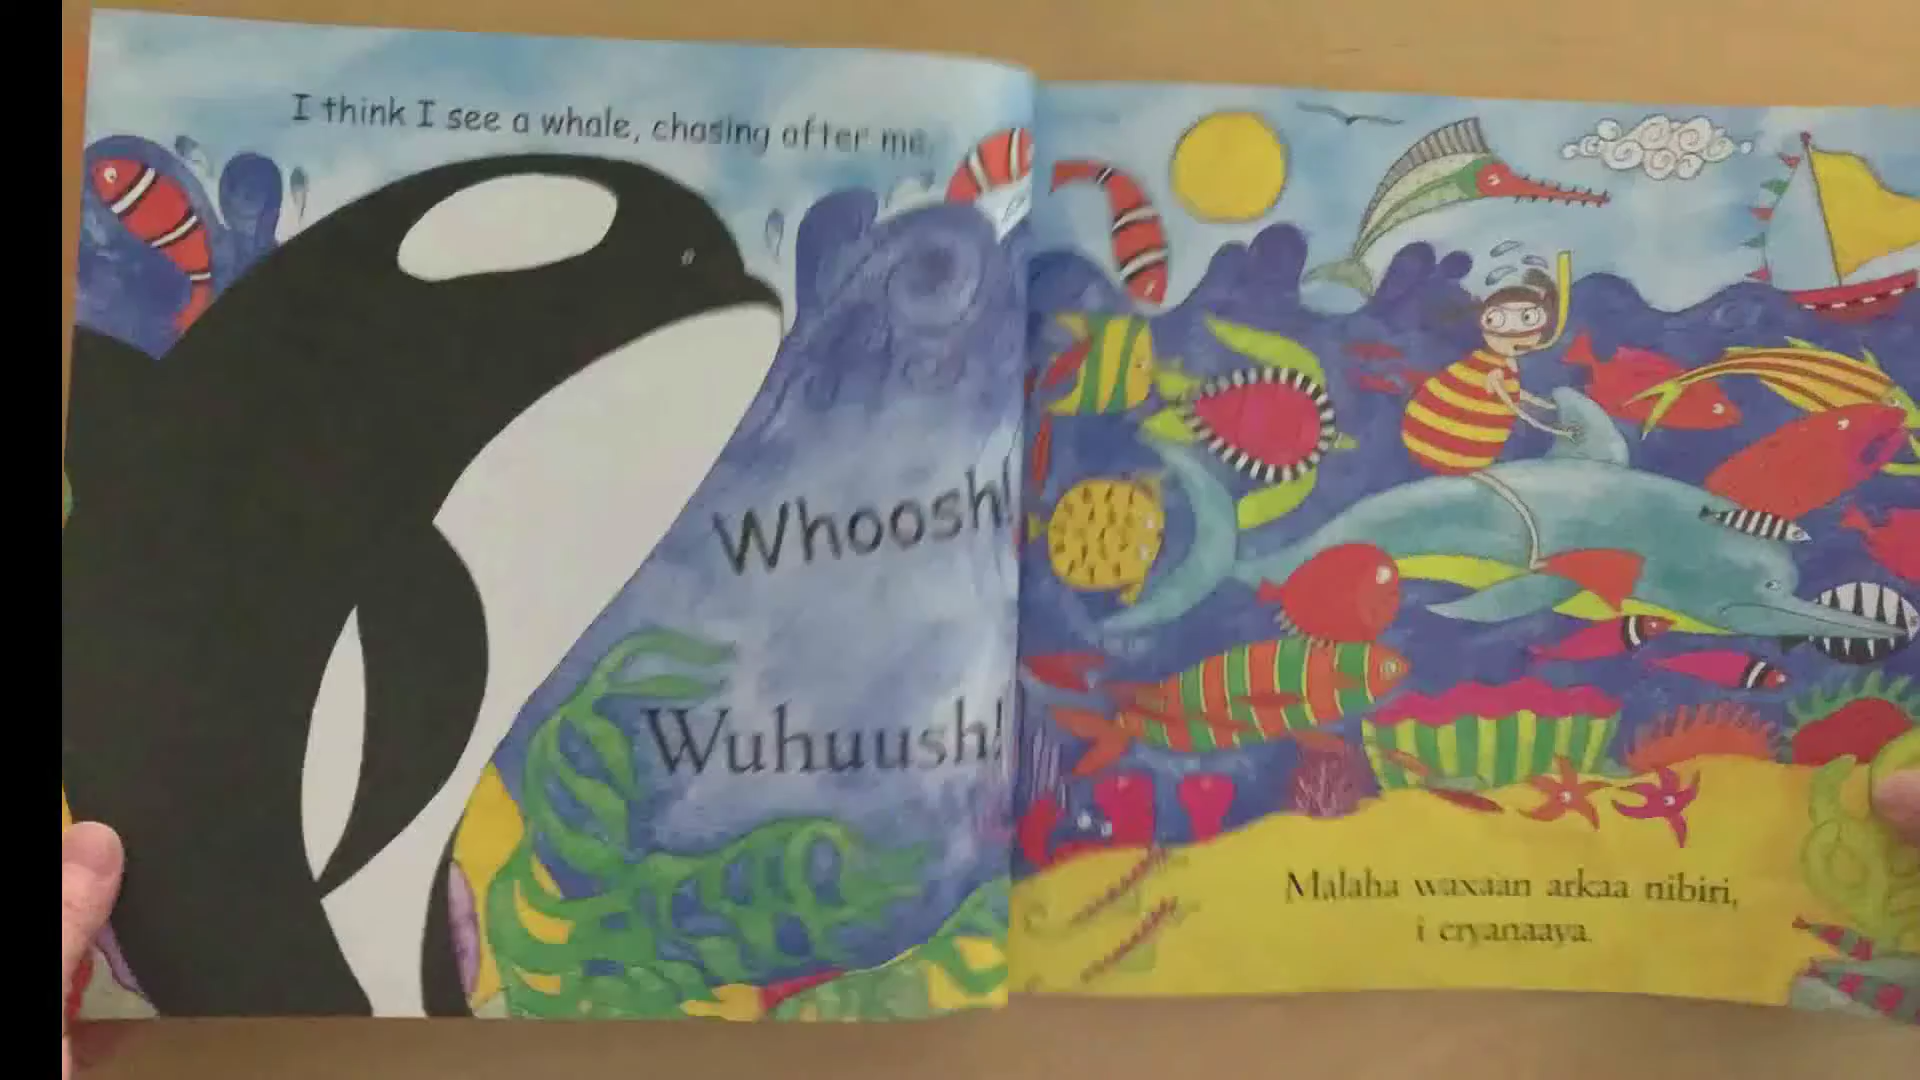 I think I see a whale, chasing after me.
Whoosh!
Wuhuush!
Malaha waxaan arkaa nibiri,
i eryanaaya.